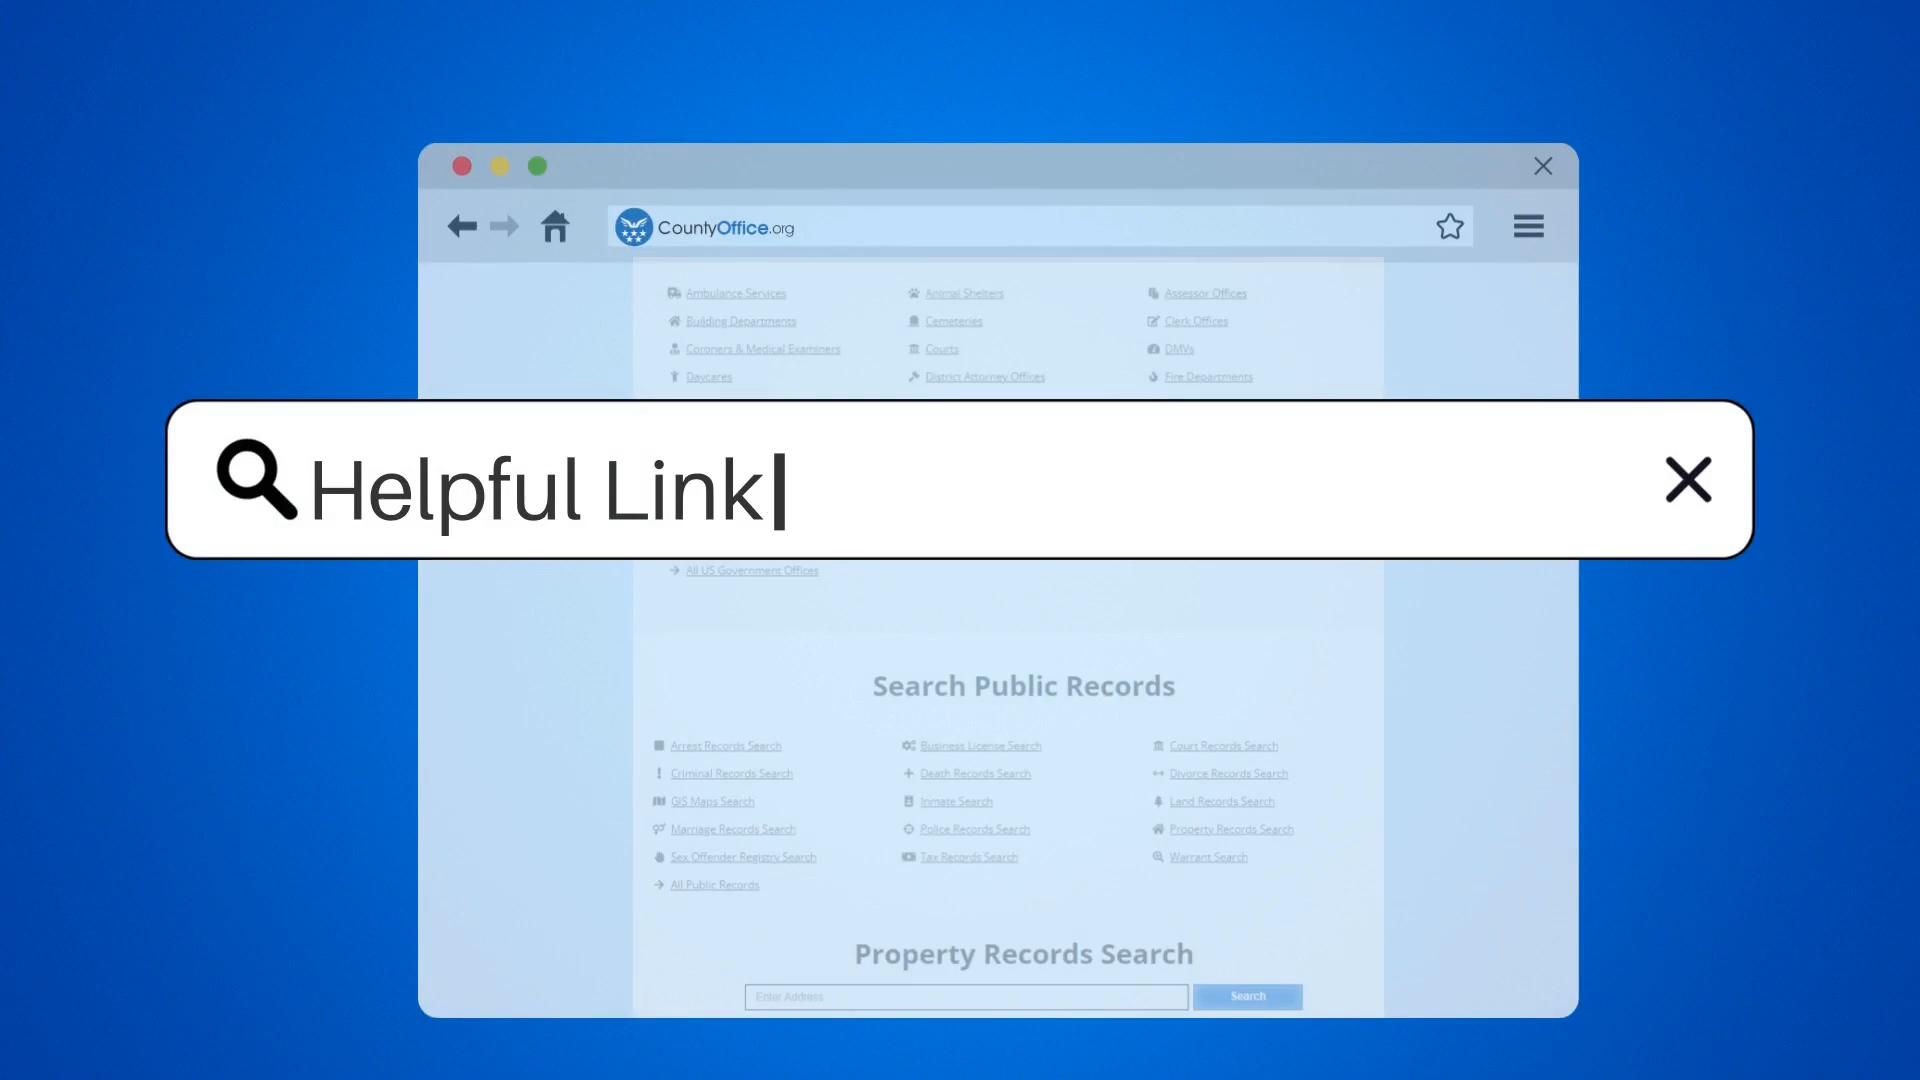 CountyOffice.org
Ambulance Services Animal Shelters Assessor Offices
Building Departments Cemeteries Clerk Offices
Coroners & Medical Examiners Courts DMVs
Daycares District Attorney Offices Fire Departments
Helpful Link
All US Government Offices
Search Public Records
Arrest Records Search Business License Search Court Records Search
Criminal Records Search Death Records Search Divorce Records Search
GIS Maps Search Inmate Search Land Records Search
Marriage Records Search Police Records Search Property Records Search
Sex Offender Registry Search Tax Records Search Warrant Search
All Public Records
Property Records Search
Enter Address Search